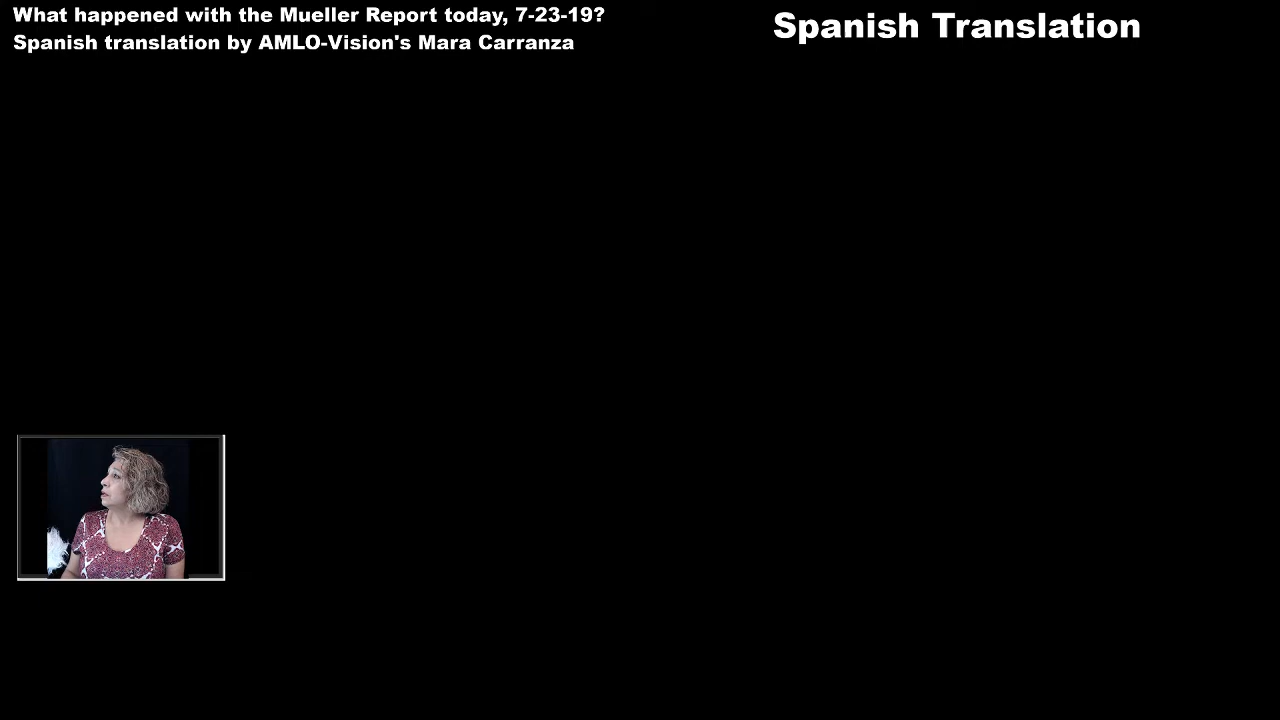 What happened with the Mueller Report today, 7-23-19?
Spanish translation by AMLO-Vision's Mara Carranza
Spanish Translation